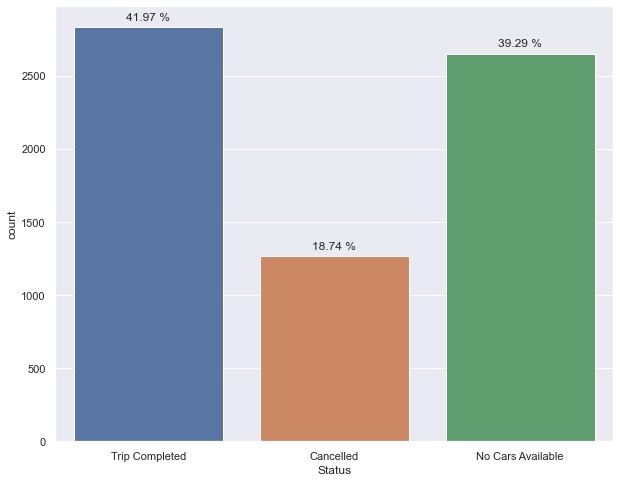 41.97 %
39.29 %
18.74 %
2500
2000
1500
1000
500
0
count
Trip Completed
Cancelled
No Cars Available
Status